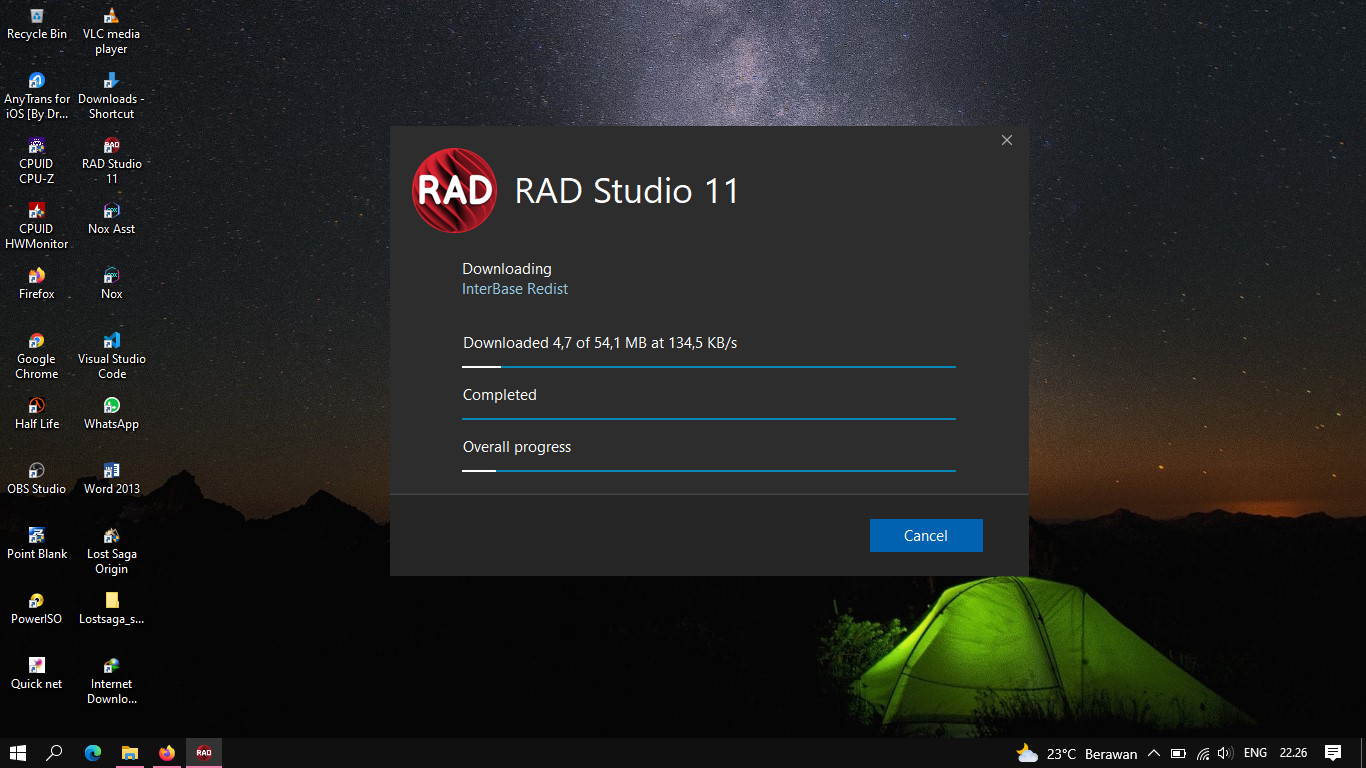 Recycle Bin
VLC media
player
AnyTrans for
iOS [By Dr...
Downloads -
Shortcut
CPUID
CPU-Z
RAD Studio
11
CPUID
HWMonitor
Nox Asst
Firefox
Nox
Google
Chrome
Visual Studio
Code
Half Life
WhatsApp
OBS Studio
Word 2013
Point Blank
Lost Saga
Origin
PowerISO
Lostsaga_s...
Quick net
Internet
Downlo...
RAD
RAD Studio 11
Downloading
InterBase Redist
Downloaded 4,7 of 54,1 MB at 134,5 KB/s
Completed
Overall progress
Cancel
RAD
23°C Berawan
ENG
22.26